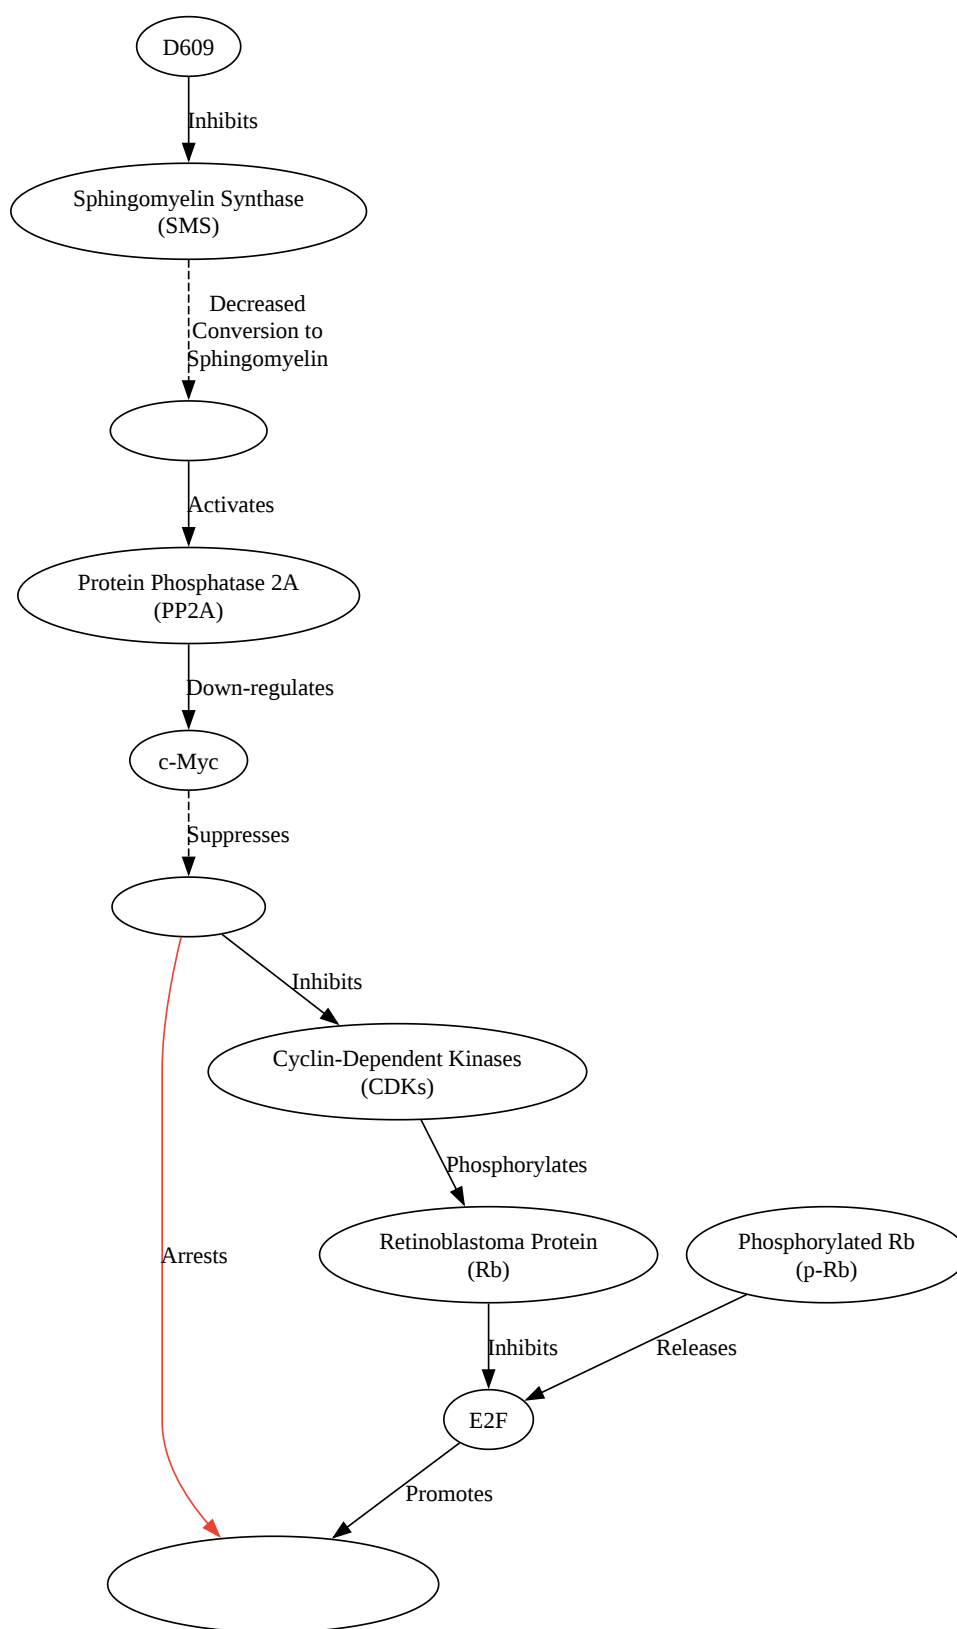 D609
Inhibits
Sphingomyelin Synthase
(SMS)
Decreased
Conversion to
Sphingomyelin
Activates
Protein Phosphatase 2A
(PP2A)
Down-regulates
c-Myc
Suppresses
Inhibits
Cyclin-Dependent Kinases
(CDKs)
Phosphorylates
Retinoblastoma Protein
(Rb)
Phosphorylated Rb
(p-Rb)
Arrests
Inhibits
Releases
E2F
Promotes